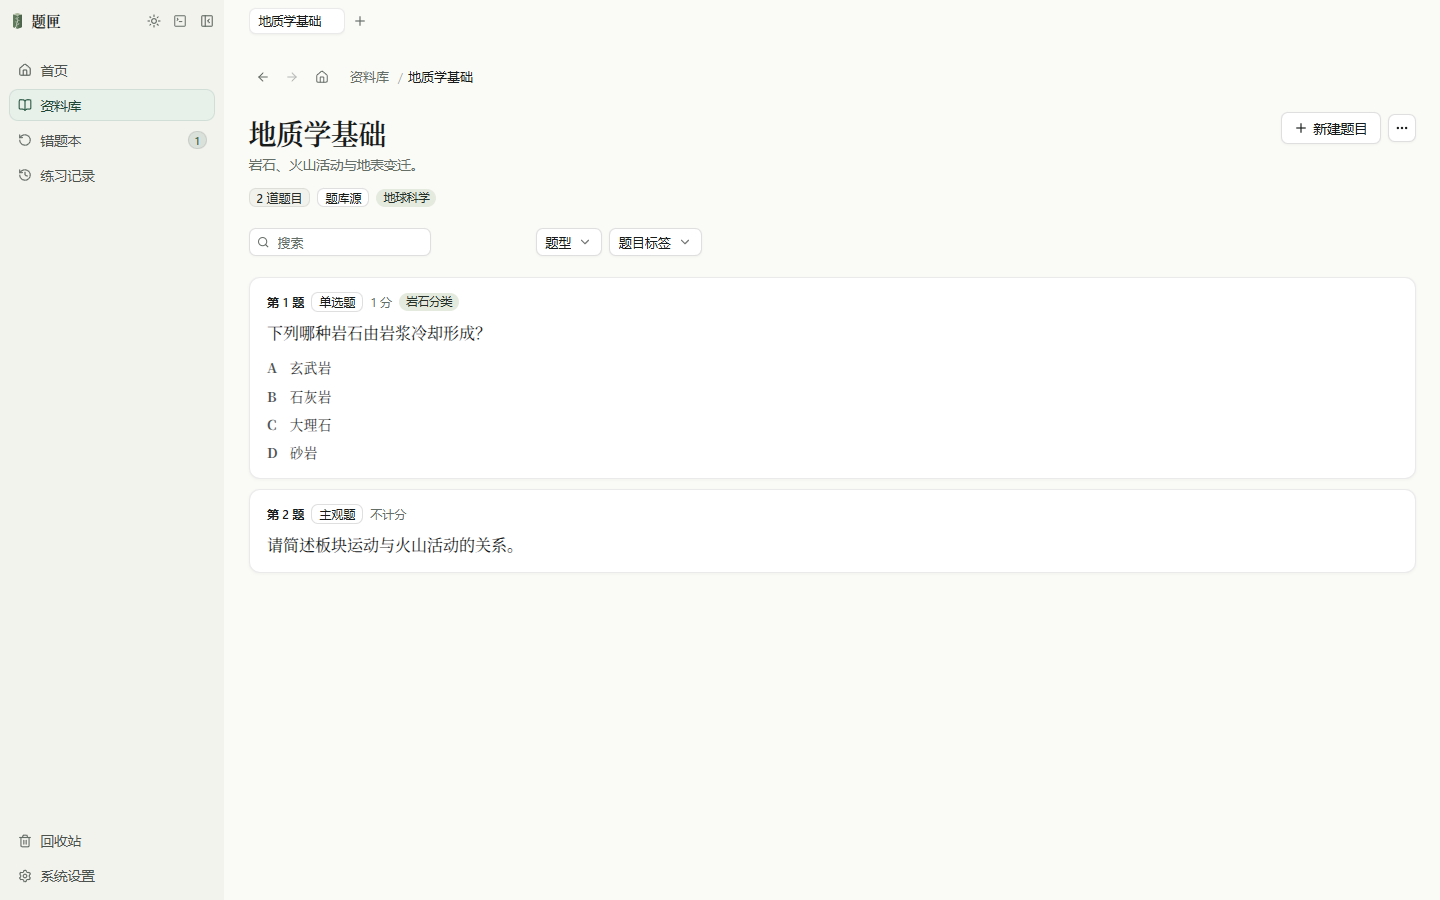 题匣
地质学基础
首页
资料库
错题本 1
练习记录
回收站
系统设置
资料库 / 地质学基础
地质学基础
新建题目
岩石、火山活动与地表变迁。
2 道题目 题库源 地球科学
搜索 题型 题目标签
第 1 题 单选题 1 分 岩石分类
下列哪种岩石由岩浆冷却形成？
A 玄武岩
B 石灰岩
C 大理石
D 砂岩
第 2 题 主观题 不计分
请简述板块运动与火山活动的关系。